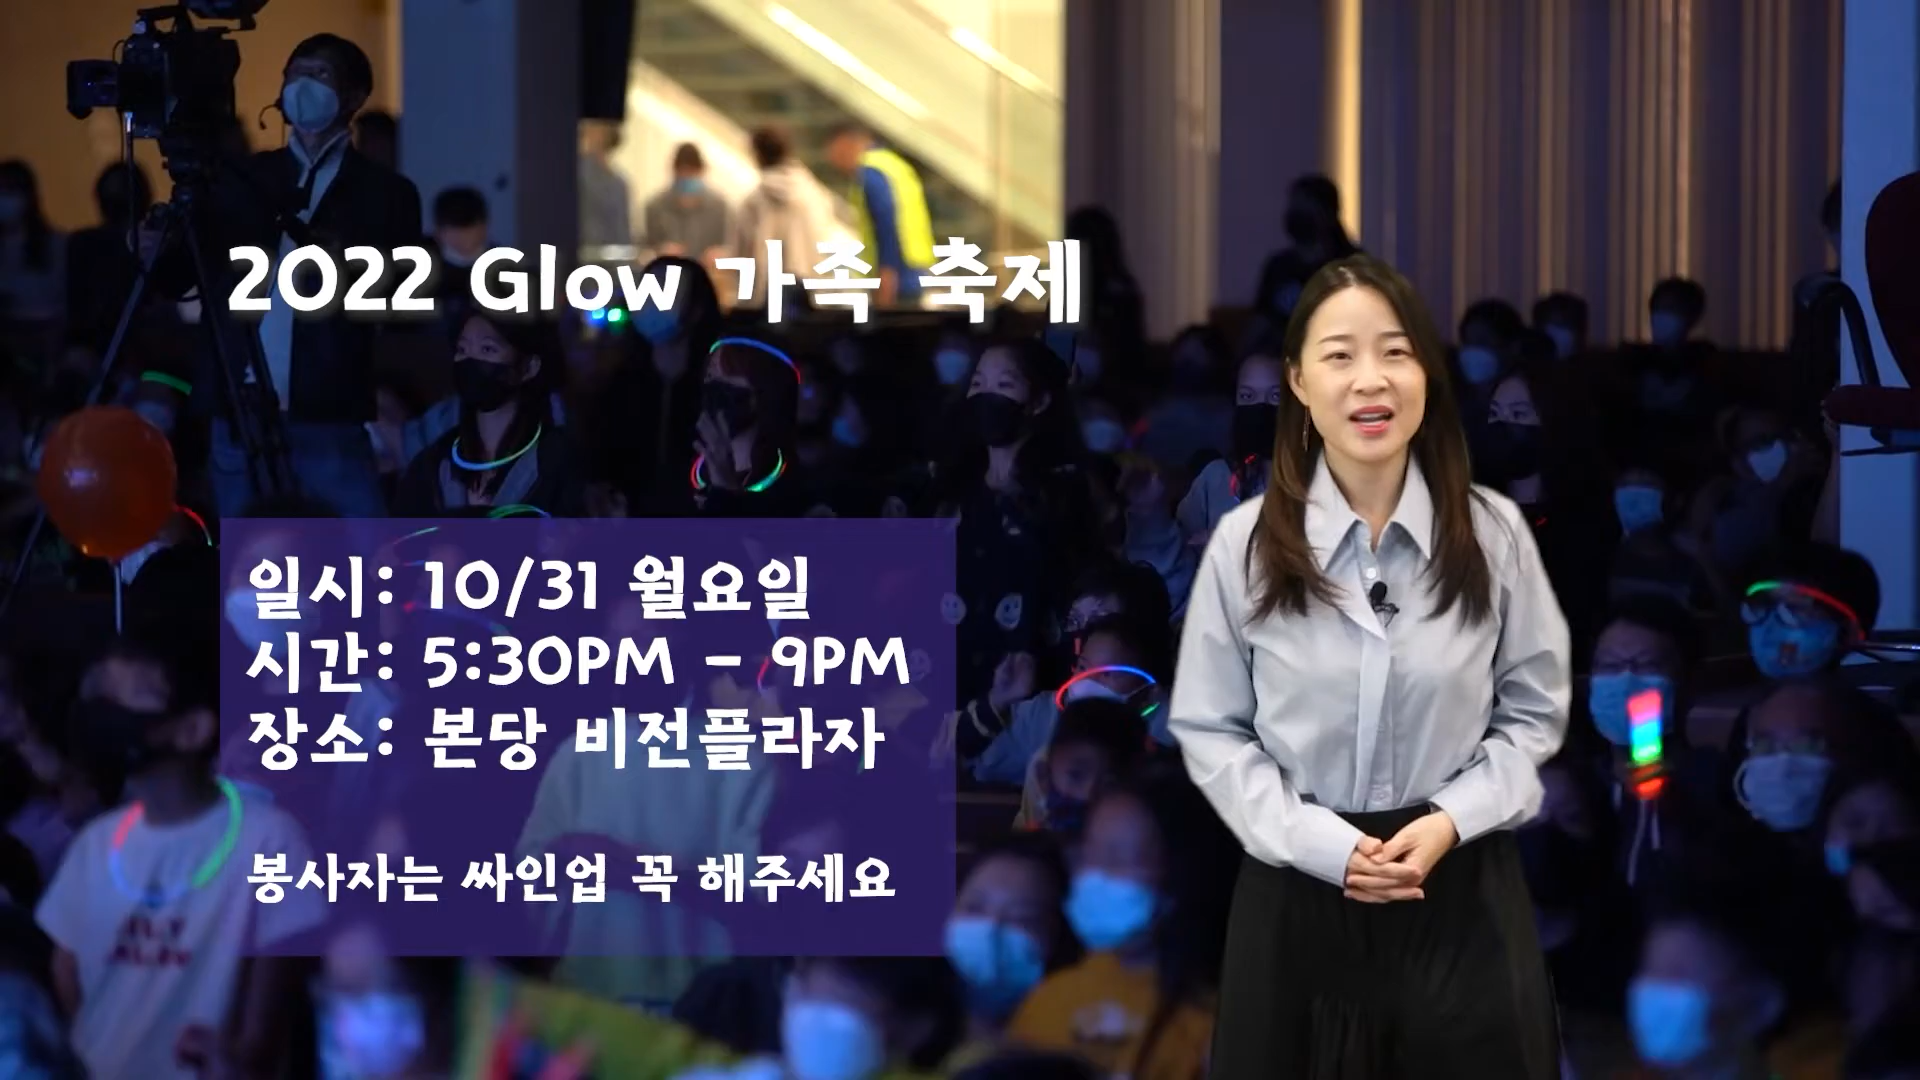 2022 Glow 가족 축제
일시: 10/31 월요일
시간: 5:30PM - 9PM
장소: 본당 비전플라자
봉사자는 싸인업 꼭 해주세요